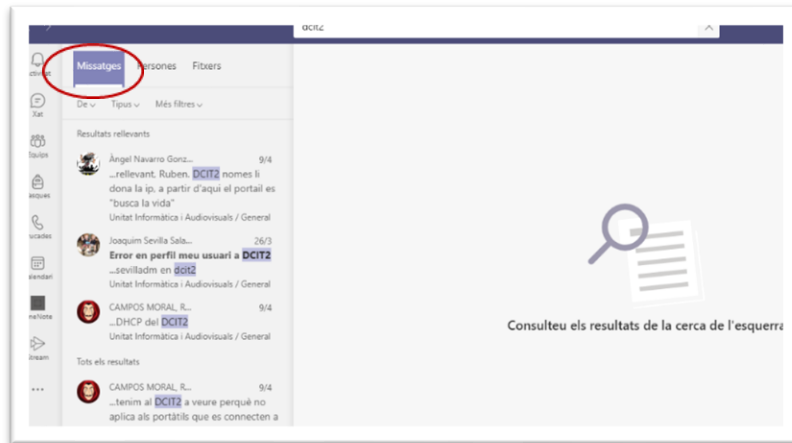 dcit2
Missatges Persones Fitxers
De Tipus Més filtres
Xat
Resultats rellevants
Àngel Navarro Gonz... 9/4
...rellevant, Ruben. DCIT2 nomes li
dona la ip, a partir d'aqui el portail es
"busca la vida"
Unitat Informàtica i Audiovisuals / General
Joaquim Sevilla Sala... 26/3
Error en perfil meu usuari a DCIT2
...sevilladm en dcit2
Unitat Informàtica i Audiovisuals / General
CAMPOS MORAL, R... 9/4
...DHCP del DCIT2
Unitat Informàtica i Audiovisuals / General
Tots els resultats
CAMPOS MORAL, R... 9/4
...tenim al DCIT2 a veure perquè no
aplica als portàtils que es connecten a
Consulteu els resultats de la cerca de l'esquerra